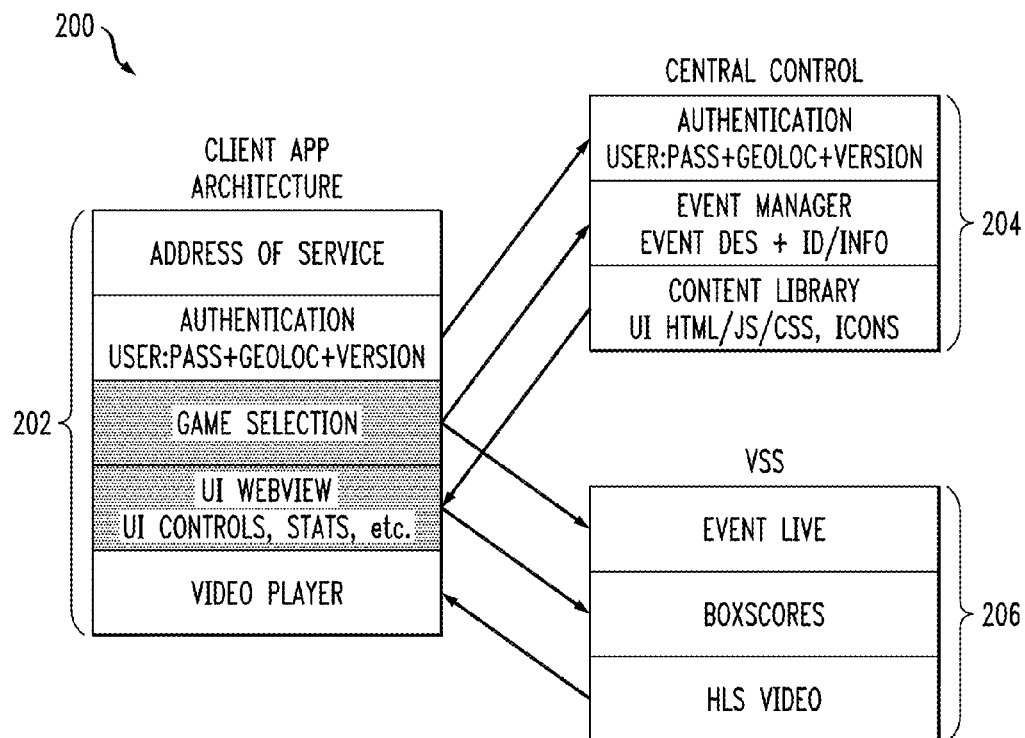 200
CLIENT APP
ARCHITECTURE
202
ADDRESS OF SERVICE
AUTHENTICATION
USER:PASS+GEOLOC+VERSION
GAME SELECTION
UI WEBVIEW
UI CONTROLS, STATS, etc.
VIDEO PLAYER
CENTRAL CONTROL
AUTHENTICATION
USER:PASS+GEOLOC+VERSION
EVENT MANAGER
EVENT DES + ID/INFO
CONTENT LIBRARY
UI HTML/JS/CSS, ICONS
204
VSS
EVENT LIVE
BOXSCORES
HLS VIDEO
206